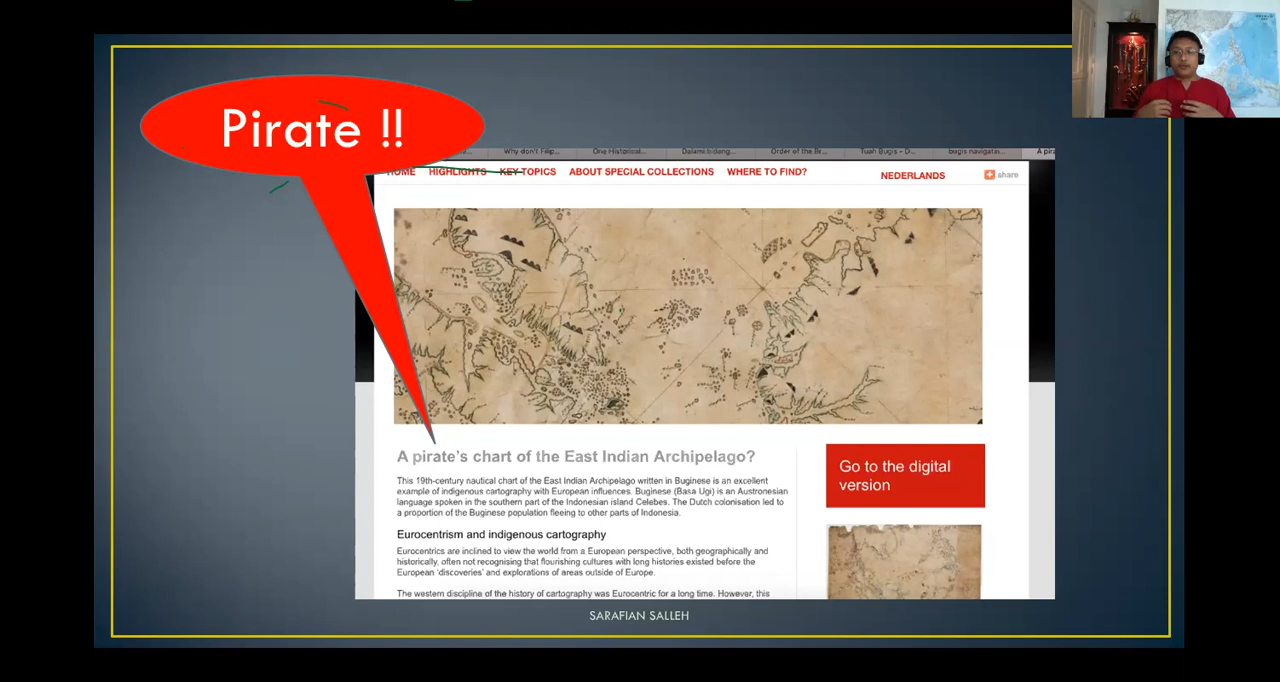 Pirate !!
Why don't Filip... One Historical... Dalami bideng... Order of the Br... Tuah Bugis - D... bugis navigatin... A pira
HOME HIGHLIGHTS KEY TOPICS ABOUT SPECIAL COLLECTIONS WHERE TO FIND? NEDERLANDS share
A pirate's chart of the East Indian Archipelago?
This 19th-century nautical chart of the East Indian Archipelago written in Buginese is an excellent
example of indigenous cartography with European influences. Buginese (Basa Ugi) is an Austronesian
language spoken in the southern part of the Indonesian island Celebes. The Dutch colonisation led to
a proportion of the Buginese population fleeing to other parts of Indonesia.
Eurocentrism and indigenous cartography
Eurocentrics are inclined to view the world from a European perspective, both geographically and
historically, often not recognising that flourishing cultures with long histories existed before the
European 'discoveries' and explorations of areas outside of Europe.
The western discipline of the history of cartography was Eurocentric for a long time. However, this
Go to the digital
version
SARAFIAN SALLEH